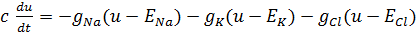 c du/dt = −g_Na(u − E_Na) − g_K(u − E_K) − g_Cl(u − E_Cl)